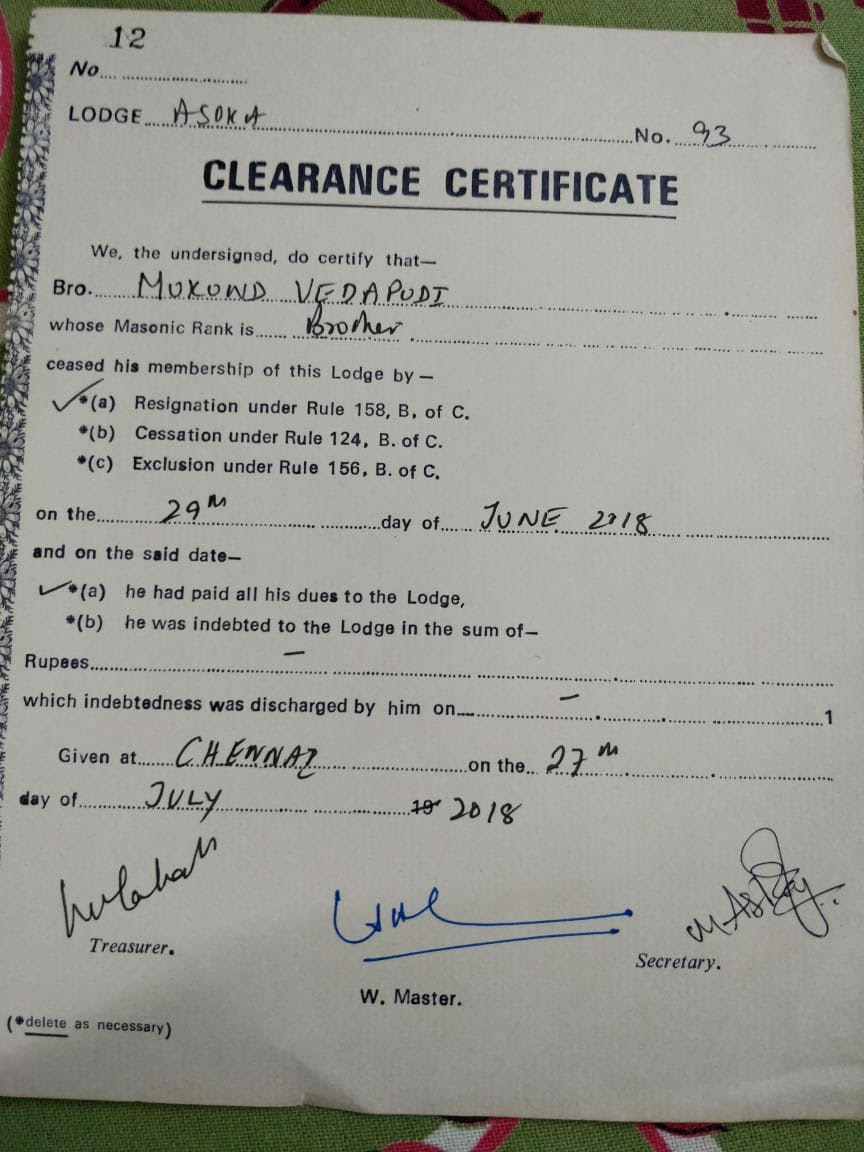 12
No.... ..........................
LODGE....ASOKA..........No. 93
CLEARANCE CERTIFICATE
We, the undersigned, do certify that—
Bro. MUKUND VEDAPUDI
whose Masonic Rank is...... Brother
ceased his membership of this Lodge by —
✓ *(a) Resignation under Rule 158, B. of C.
*(b) Cessation under Rule 124, B. of C.
*(c) Exclusion under Rule 156, B. of C.
on the 29th day of JUNE 2018
and on the said date—
✓ *(a) he had paid all his dues to the Lodge,
*(b) he was indebted to the Lodge in the sum of—
Rupees —
which indebtedness was discharged by him on — 1
Given at CHENNAI on the 27th
day of JULY 19 2018
Treasurer.
Secretary.
W. Master.
(*delete as necessary)